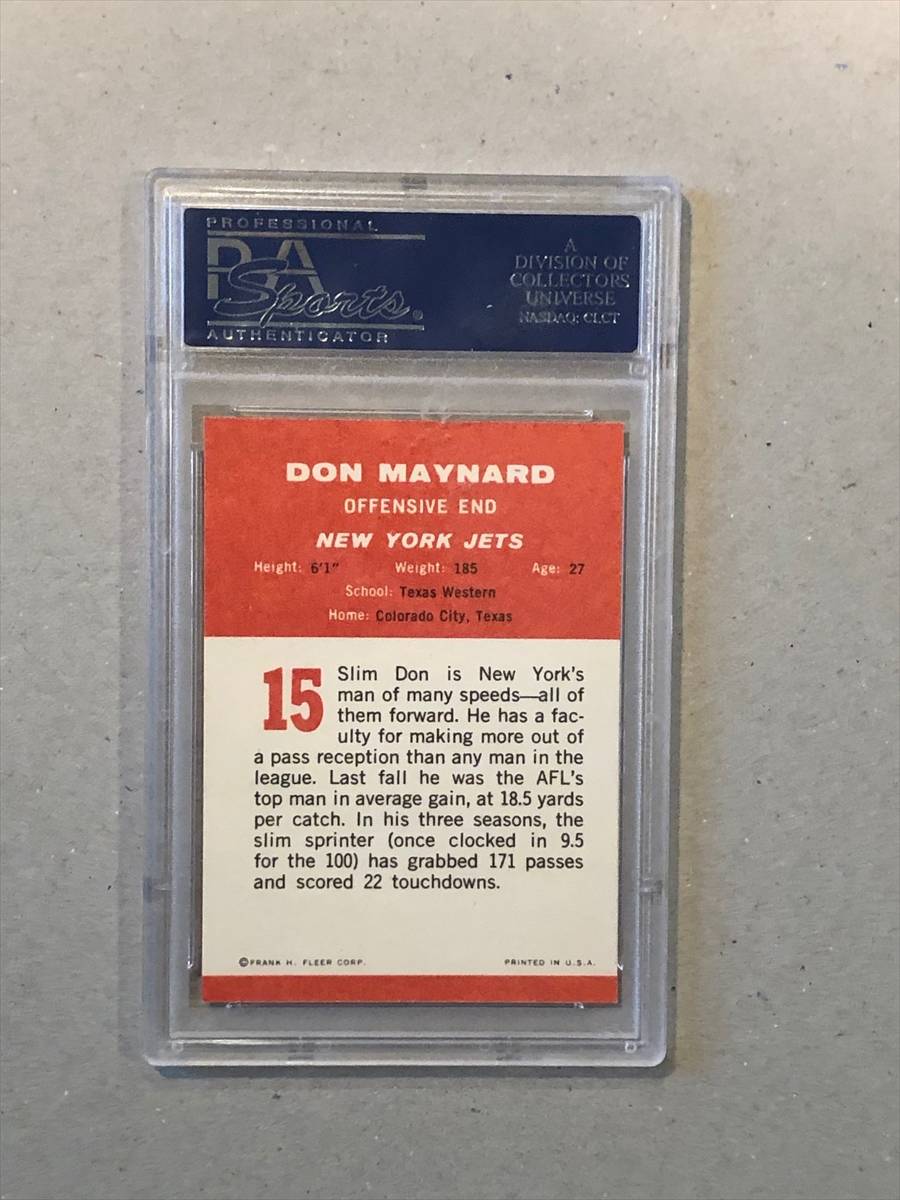 PROFESSIONAL
PSA
Sports
AUTHENTICATOR
A
DIVISION OF
COLLECTORS
UNIVERSE
NASDAQ: CLCT
DON MAYNARD
OFFENSIVE END
NEW YORK JETS
Height: 6'1" Weight: 185 Age: 27
School: Texas Western
Home: Colorado City, Texas
15
Slim Don is New York's
man of many speeds—all of
them forward. He has a fac-
ulty for making more out of
a pass reception than any man in the
league. Last fall he was the AFL's
top man in average gain, at 18.5 yards
per catch. In his three seasons, the
slim sprinter (once clocked in 9.5
for the 100) has grabbed 171 passes
and scored 22 touchdowns.
©FRANK H. FLEER CORP. PRINTED IN U.S.A.